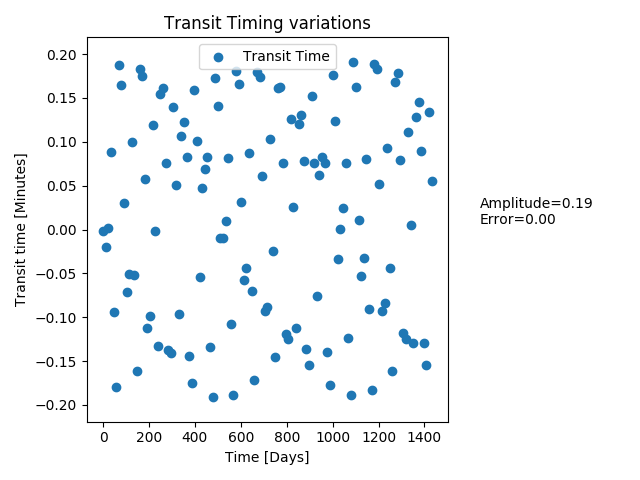 Transit Timing variations
Transit Time
Transit time [Minutes]
0.20
0.15
0.10
0.05
0.00
−0.05
−0.10
−0.15
−0.20
0
200
400
600
800
1000
1200
1400
Time [Days]
Amplitude=0.19
Error=0.00